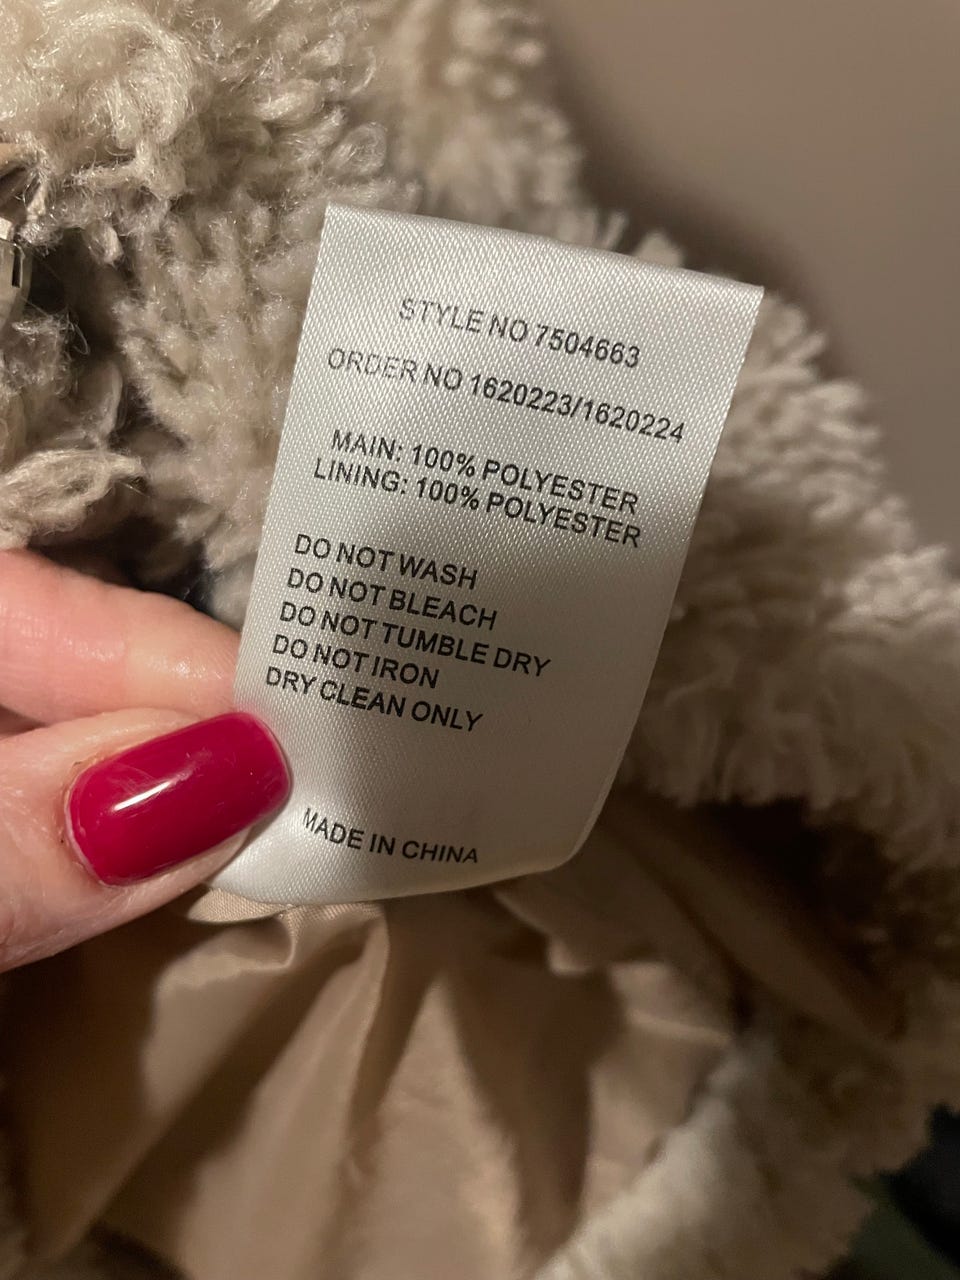 STYLE NO 7504663
ORDER NO 1620223/1620224
MAIN: 100% POLYESTER
LINING: 100% POLYESTER
DO NOT WASH
DO NOT BLEACH
DO NOT TUMBLE DRY
DO NOT IRON
DRY CLEAN ONLY
MADE IN CHINA